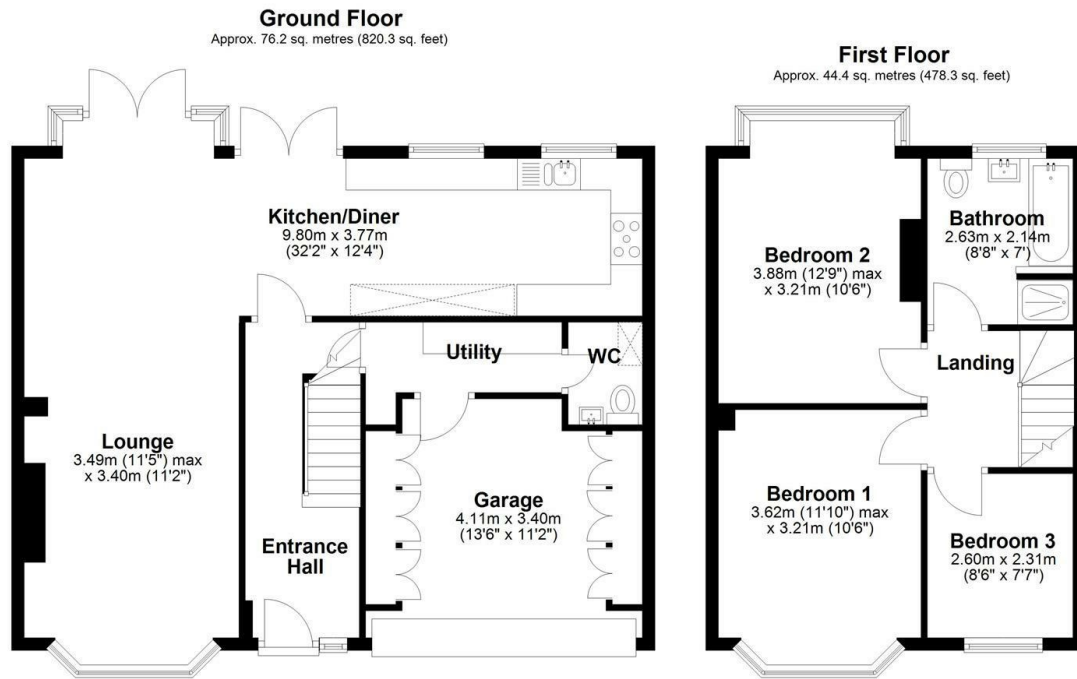 Ground Floor
Approx. 76.2 sq. metres (820.3 sq. feet)
Kitchen/Diner
9.80m x 3.77m
(32'2" x 12'4")
Utility
WC
Lounge
3.49m (11'5") max
x 3.40m (11'2")
Garage
4.11m x 3.40m
(13'6" x 11'2")
Entrance
Hall
First Floor
Approx. 44.4 sq. metres (478.3 sq. feet)
Bedroom 2
3.88m (12'9") max
x 3.21m (10'6")
Bathroom
2.63m x 2.14m
(8'8" x 7')
Landing
Bedroom 1
3.62m (11'10") max
x 3.21m (10'6")
Bedroom 3
2.60m x 2.31m
(8'6" x 7'7")